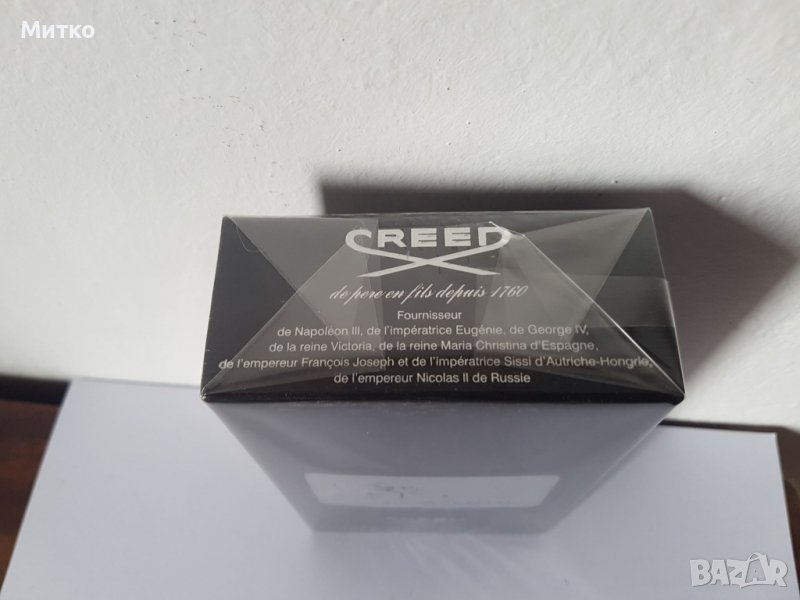 Митко
CREED
de pere en fils depuis 1760
Fournisseur
de Napoléon III, de l'impératrice Eugénie, de George IV,
de la reine Victoria, de la reine Maria Christina d'Espagne,
de l'empereur François Joseph et de l'impératrice Sissi d'Autriche-Hongrie,
de l'empereur Nicolas II de Russie
BAZAR